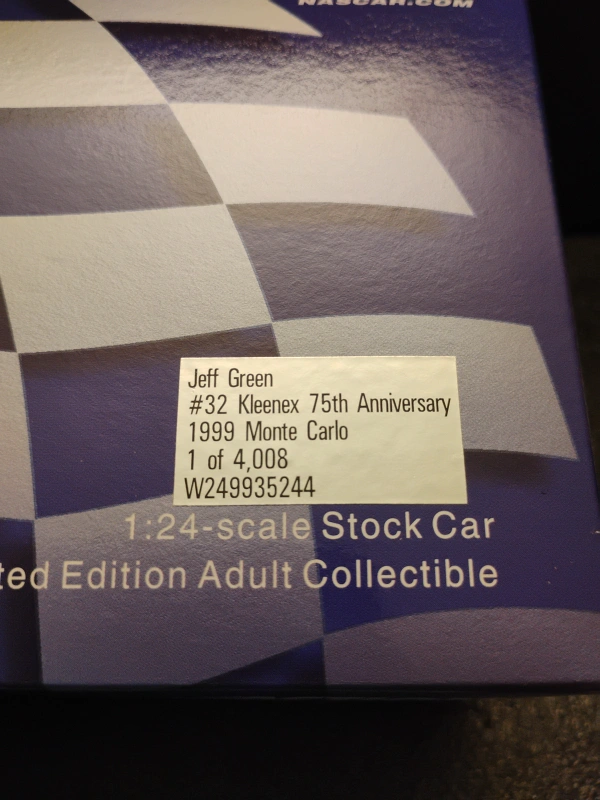 NASCAR.COM
Jeff Green
#32 Kleenex 75th Anniversary
1999 Monte Carlo
1 of 4,008
W249935244
1:24-scale Stock Car
ted Edition Adult Collectible